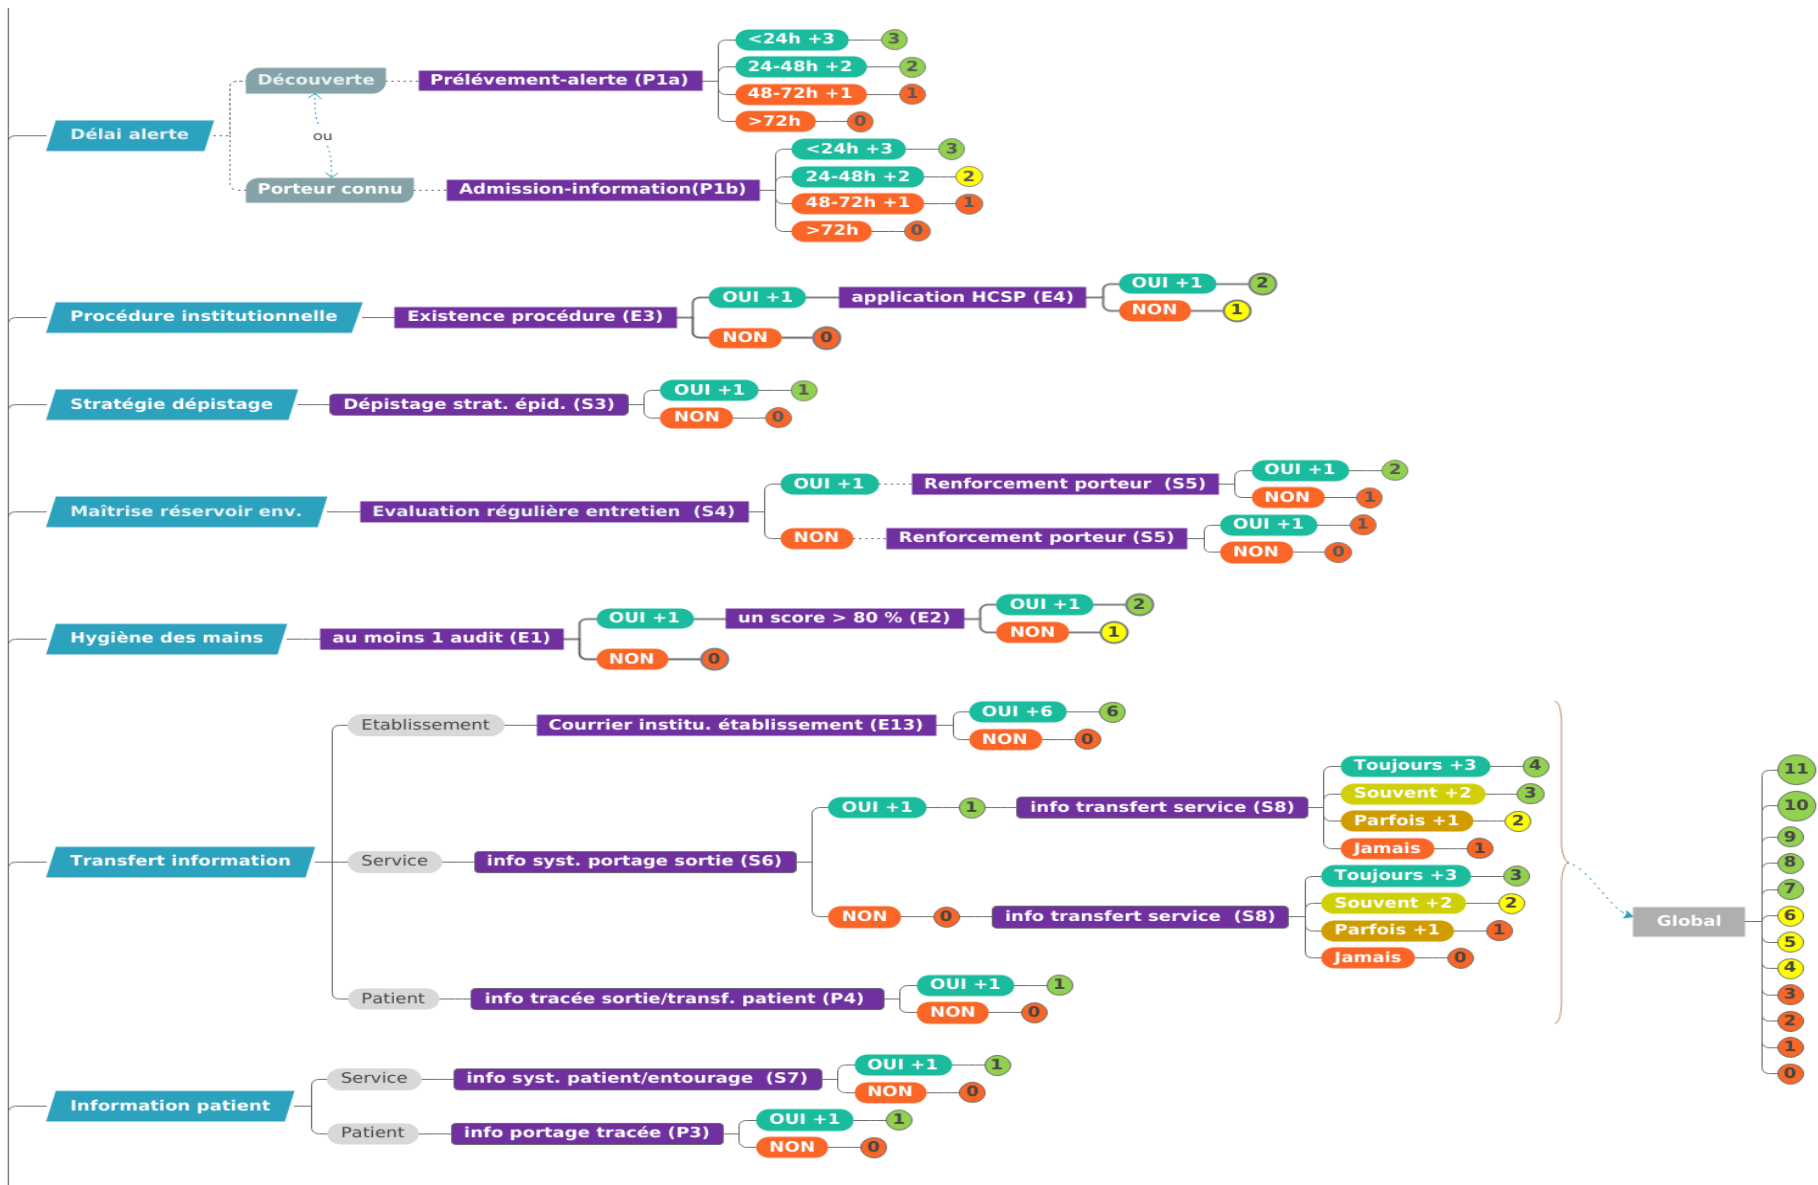 Délai alerte
Découverte
ou
Porteur connu
Prélévement-alerte (P1a)
<24h +3 3
24-48h +2 2
48-72h +1 1
>72h 0
Admission-information(P1b)
<24h +3 3
24-48h +2 2
48-72h +1 1
>72h 0
Procédure institutionnelle
Existence procédure (E3)
OUI +1
application HCSP (E4)
OUI +1 2
NON 1
NON 0
Stratégie dépistage
Dépistage strat. épid. (S3)
OUI +1 1
NON 0
Maîtrise réservoir env.
Evaluation régulière entretien (S4)
OUI +1
Renforcement porteur (S5)
OUI +1 2
NON 1
NON
Renforcement porteur (S5)
OUI +1 1
NON 0
Hygiène des mains
au moins 1 audit (E1)
OUI +1
un score > 80 % (E2)
OUI +1 2
NON 1
NON 0
Transfert information
Etablissement
Courrier institu. établissement (E13)
OUI +6 6
NON 0
Service
info syst. portage sortie (S6)
OUI +1 1
info transfert service (S8)
Toujours +3 4
Souvent +2 3
Parfois +1 2
Jamais 1
NON 0
info transfert service (S8)
Toujours +3 3
Souvent +2 2
Parfois +1 1
Jamais 0
Patient
info tracée sortie/transf. patient (P4)
OUI +1 1
NON 0
Global
11
10
9
8
7
6
5
4
3
2
1
0
Information patient
Service
info syst. patient/entourage (S7)
OUI +1 1
NON 0
Patient
info portage tracée (P3)
OUI +1 1
NON 0